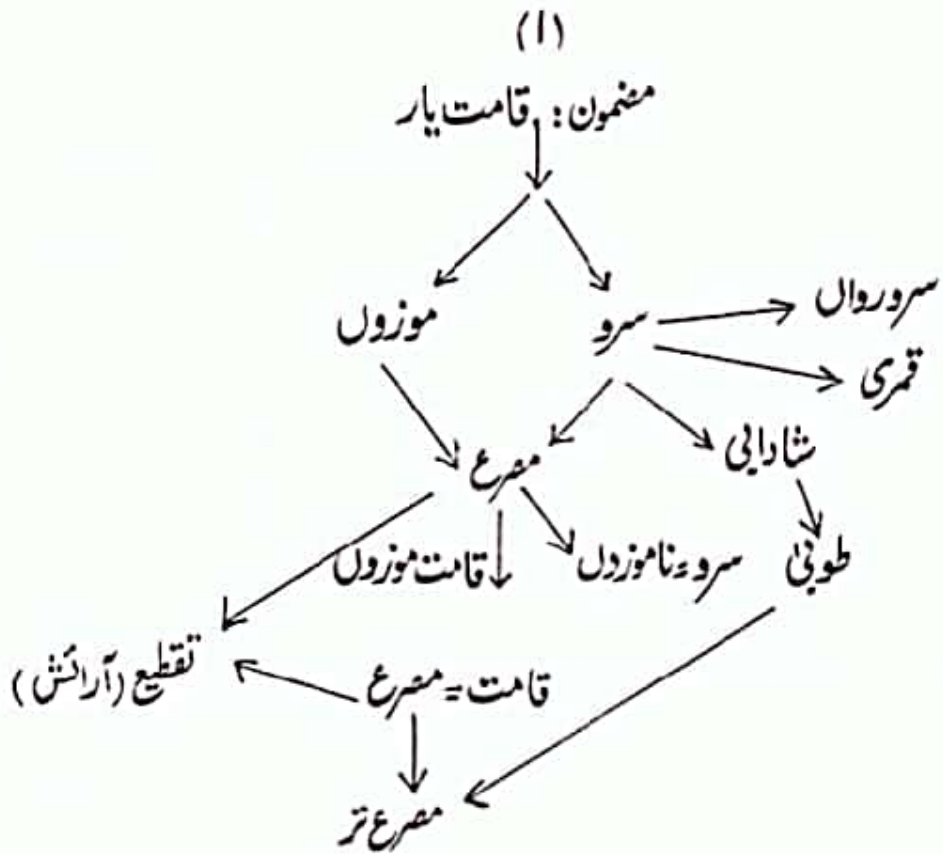 (۱)
مضمون: قامت یار
سرو رواں
موزوں
سرو
قمری
شادابی
مصرع
طوبیٰ
سرو = ناموزوں
قامت موزوں
تقطیع (آرائش)
قامت = مصرع
مصرع تر